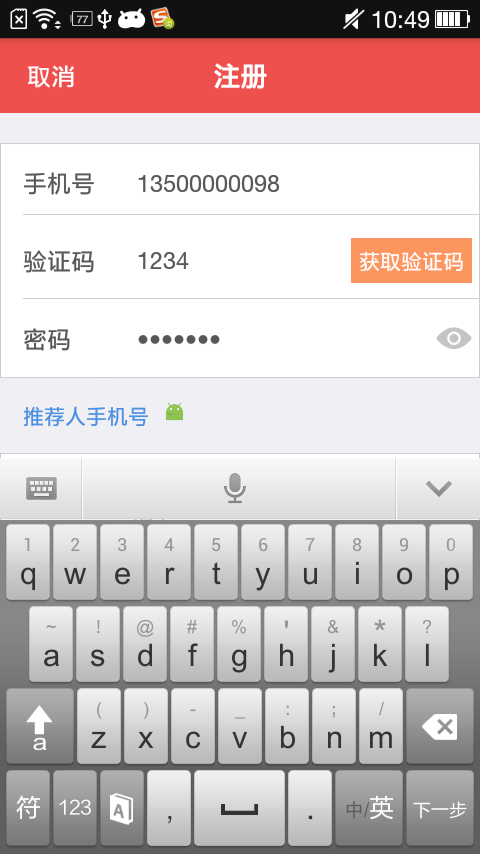 77 10:49
取消 注册
手机号 13500000098
验证码 1234 获取验证码
密码 •••••••
推荐人手机号
1 2 3 4 5 6 7 8 9 0
q w e r t y u i o p
~ ! @ # % ' & * ?
a s d f g h j k l
( ) - _ : ; /
a z x c v b n m
符 123 A , . 中/英 下一步